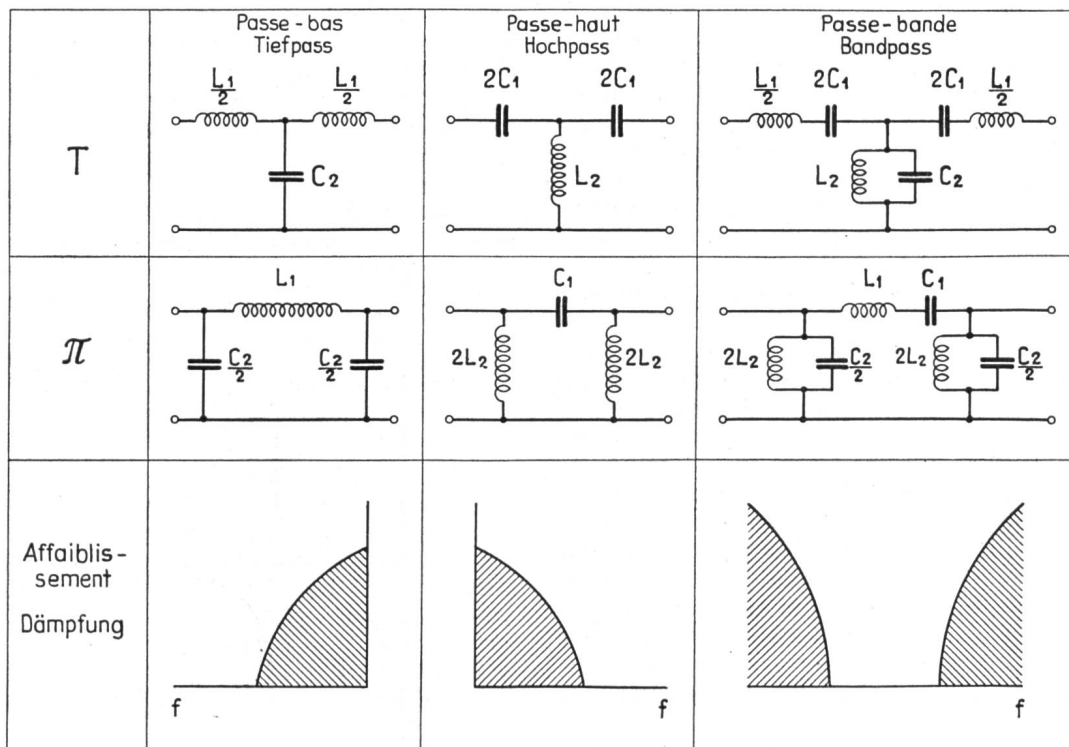 Passe-bas
Tiefpass
Passe-haut
Hochpass
Passe-bande
Bandpass
T
L1/2
L1/2
C2
2C1
2C1
L2
L1/2
2C1
2C1
L1/2
L2
C2
π
L1
C2/2
C2/2
C1
2L2
2L2
L1
C1
2L2
C2/2
2L2
C2/2
Affaiblis-
sement
Dämpfung
f
f
f